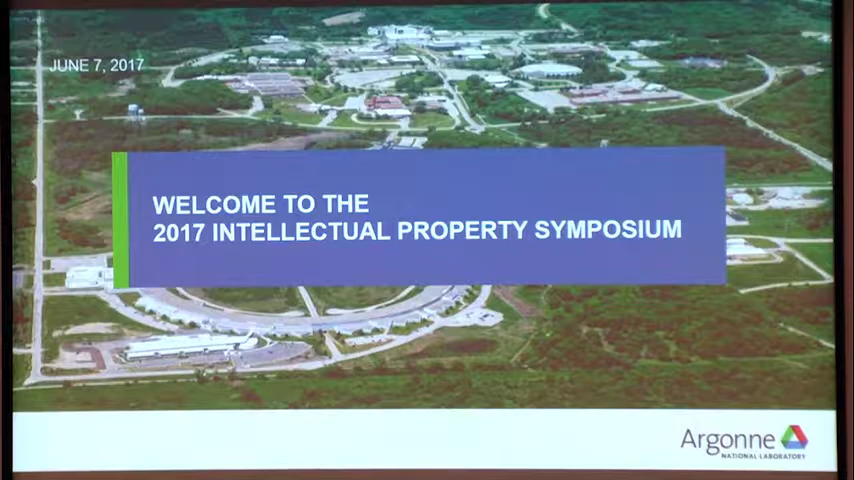 JUNE 7, 2017
WELCOME TO THE
2017 INTELLECTUAL PROPERTY SYMPOSIUM
Argonne
NATIONAL LABORATORY